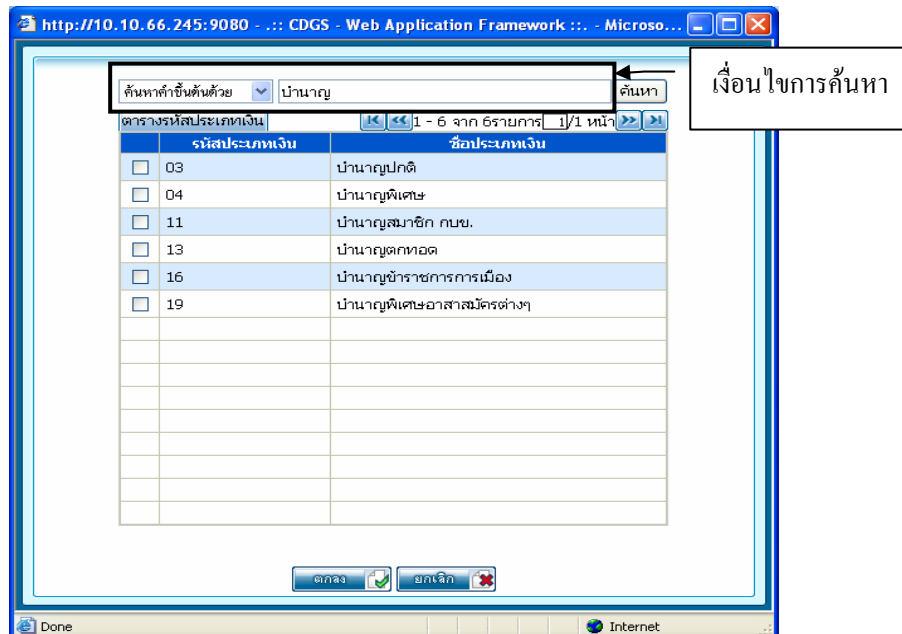 http://10.10.66.245:9080 - .:: CDGS - Web Application Framework ::. - Microso...
เงื่อนไขการค้นหา
ค้นหาคำขึ้นต้นด้วย บำนาญ ค้นหา
ตารางรหัสประเภทเงิน 1 - 6 จาก 6รายการ 1/1 หน้า
รหัสประเภทเงิน ชื่อประเภทเงิน
03 บำนาญปกติ
04 บำนาญพิเศษ
11 บำนาญสมาชิก กบข.
13 บำนาญตกทอด
16 บำนาญข้าราชการการเมือง
19 บำนาญพิเศษอาสาสมัครต่างๆ
ตกลง ยกเลิก
Done Internet